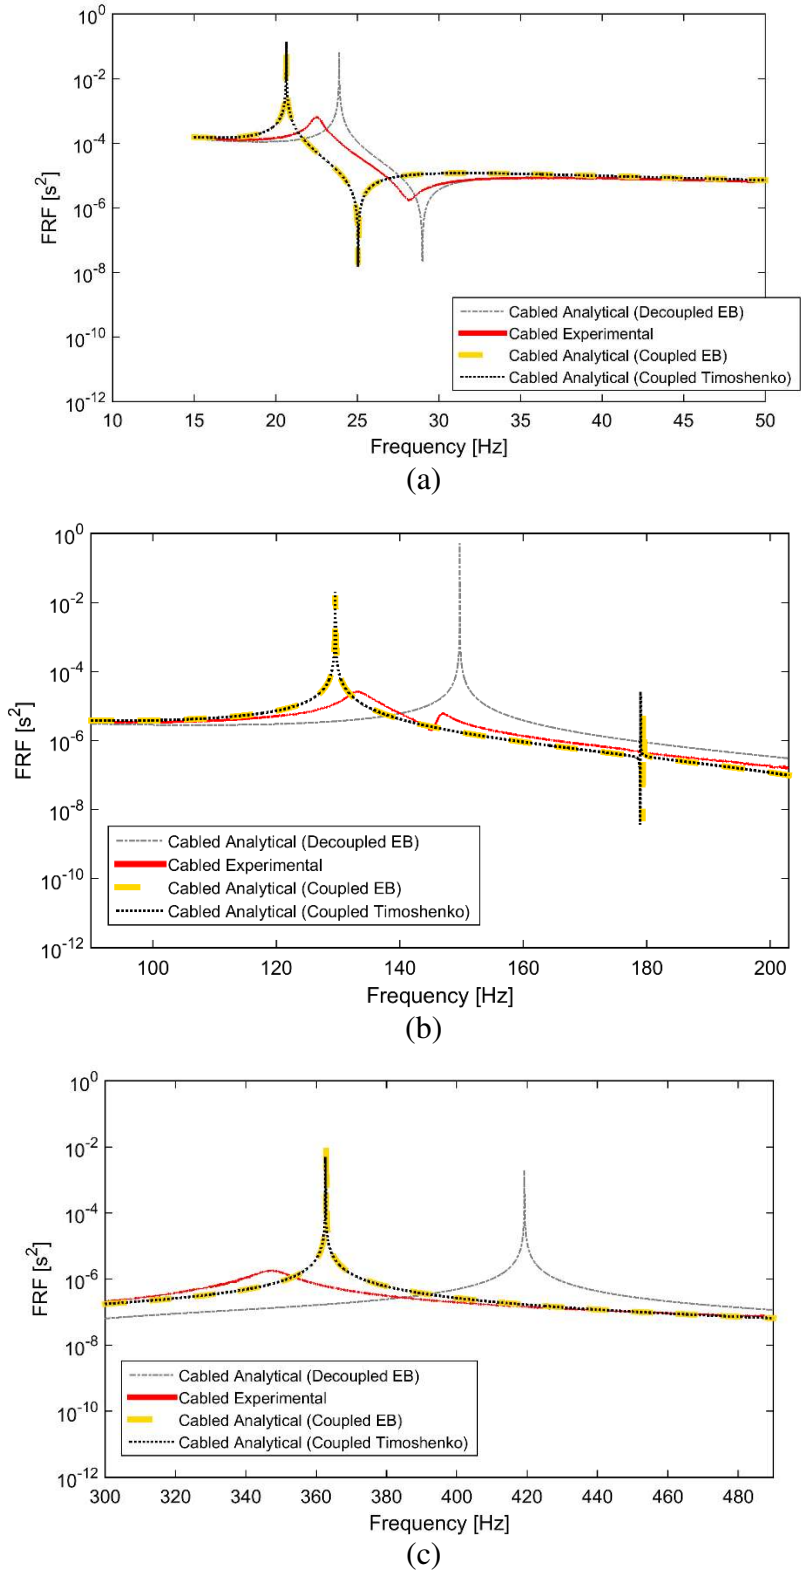 10^0
10^-2
10^-4
10^-6
10^-8
10^-10
10^-12
FRF [s^2]
Cabled Analytical (Decoupled EB)
Cabled Experimental
Cabled Analytical (Coupled EB)
Cabled Analytical (Coupled Timoshenko)
10 15 20 25 30 35 40 45 50
Frequency [Hz]
(a)
10^0
10^-2
10^-4
10^-6
10^-8
10^-10
10^-12
FRF [s^2]
Cabled Analytical (Decoupled EB)
Cabled Experimental
Cabled Analytical (Coupled EB)
Cabled Analytical (Coupled Timoshenko)
100 120 140 160 180 200
Frequency [Hz]
(b)
10^0
10^-2
10^-4
10^-6
10^-8
10^-10
10^-12
FRF [s^2]
Cabled Analytical (Decoupled EB)
Cabled Experimental
Cabled Analytical (Coupled EB)
Cabled Analytical (Coupled Timoshenko)
300 320 340 360 380 400 420 440 460 480
Frequency [Hz]
(c)